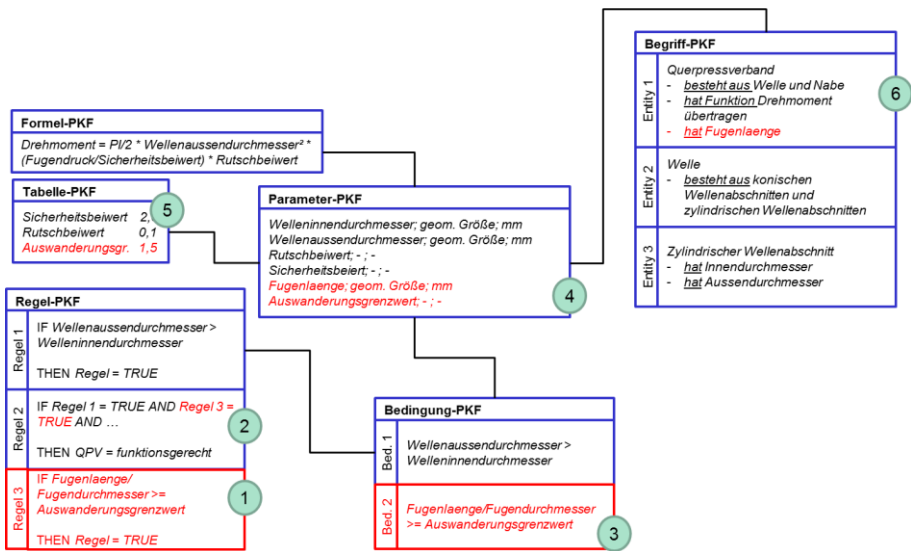 Formel-PKF
Drehmoment = PI/2 * Wellenaussendurchmesser² *
(Fugendruck/Sicherheitsbeiwert) * Rutschbeiwert
Tabelle-PKF
Sicherheitsbeiwert 2,
Rutschbeiwert 0,1
Auswanderungsgr. 1,5
5
Parameter-PKF
Welleninnendurchmesser; geom. Größe; mm
Wellenaussendurchmesser; geom. Größe; mm
Rutschbeiwert; - ; -
Sicherheitsbeiert; - ; -
Fugenlaenge; geom. Größe; mm
Auswanderungsgrenzwert; - ; -
4
Begriff-PKF
Entity 1
Querpressverband
- besteht aus Welle und Nabe
- hat Funktion Drehmoment
übertragen
- hat Fugenlaenge
6
Entity 2
Welle
- besteht aus konischen
Wellenabschnitten und
zylindrischen Wellenabschnitten
Entity 3
Zylindrischer Wellenabschnitt
- hat Innendurchmesser
- hat Aussendurchmesser
Regel-PKF
Regel 1
IF Wellenaussendurchmesser >
Welleninnendurchmesser
THEN Regel = TRUE
Regel 2
IF Regel 1 = TRUE AND Regel 3 =
TRUE AND …
THEN QPV = funktionsgerecht
2
Regel 3
IF Fugenlaenge/
Fugendurchmesser >=
Auswanderungsgrenzwert
THEN Regel = TRUE
1
Bedingung-PKF
Bed. 1
Wellenaussendurchmesser >
Welleninnendurchmesser
Bed. 2
Fugenlaenge/Fugendurchmesser
>= Auswanderungsgrenzwert
3